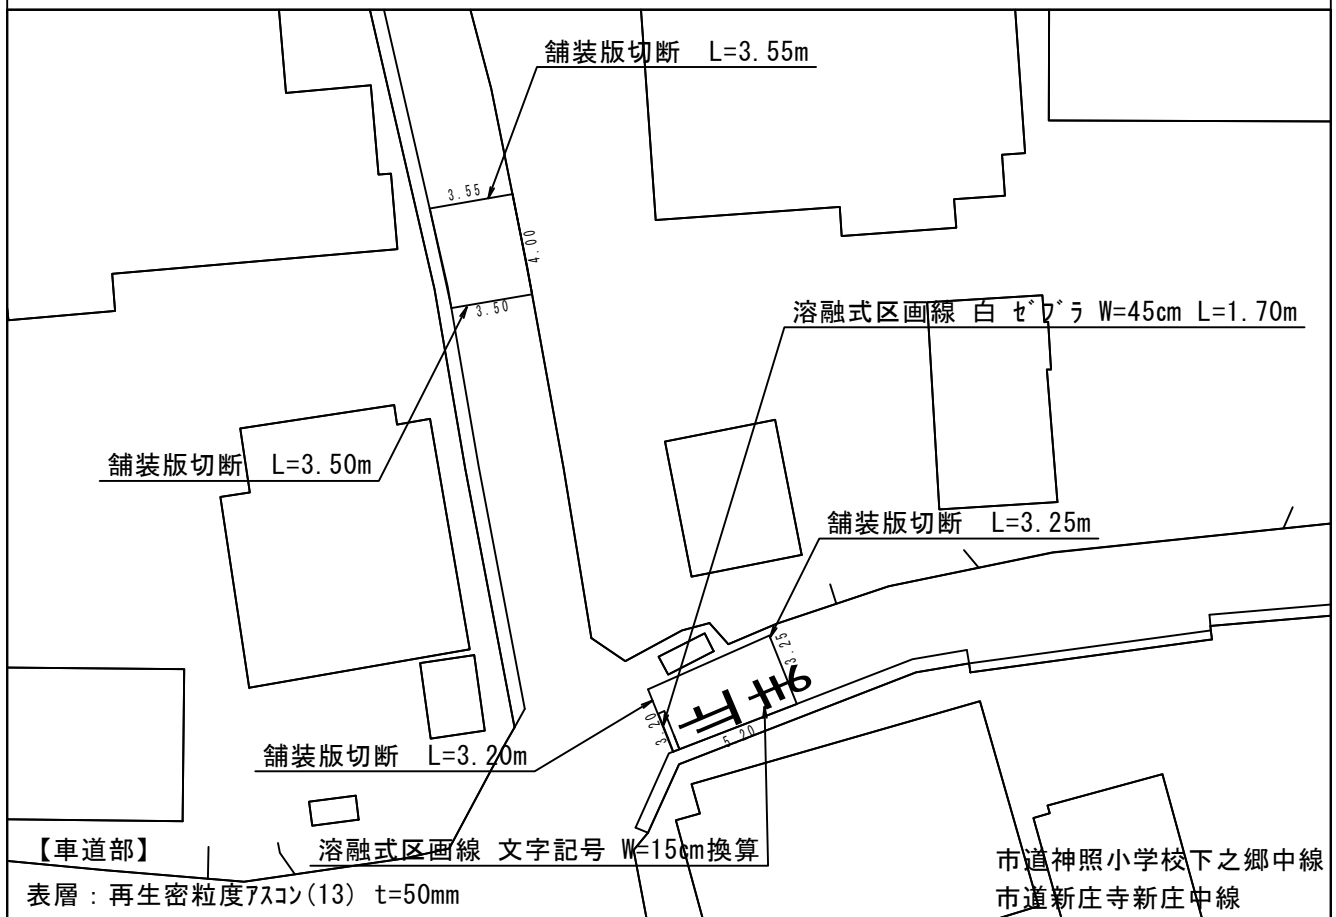 舗装版切断　L=3.55m
3.55
4.00
3.50
溶融式区画線 白 ｾﾞﾌﾞﾗ W=45cm L=1.70m
舗装版切断　L=3.50m
舗装版切断　L=3.25m
3.25
止まれ
3.20
5.20
舗装版切断　L=3.20m
【車道部】
溶融式区画線 文字記号 W=15cm換算
市道神照小学校下之郷中線
表層：再生密粒度ｱｽｺﾝ(13) t=50mm
市道新庄寺新庄中線